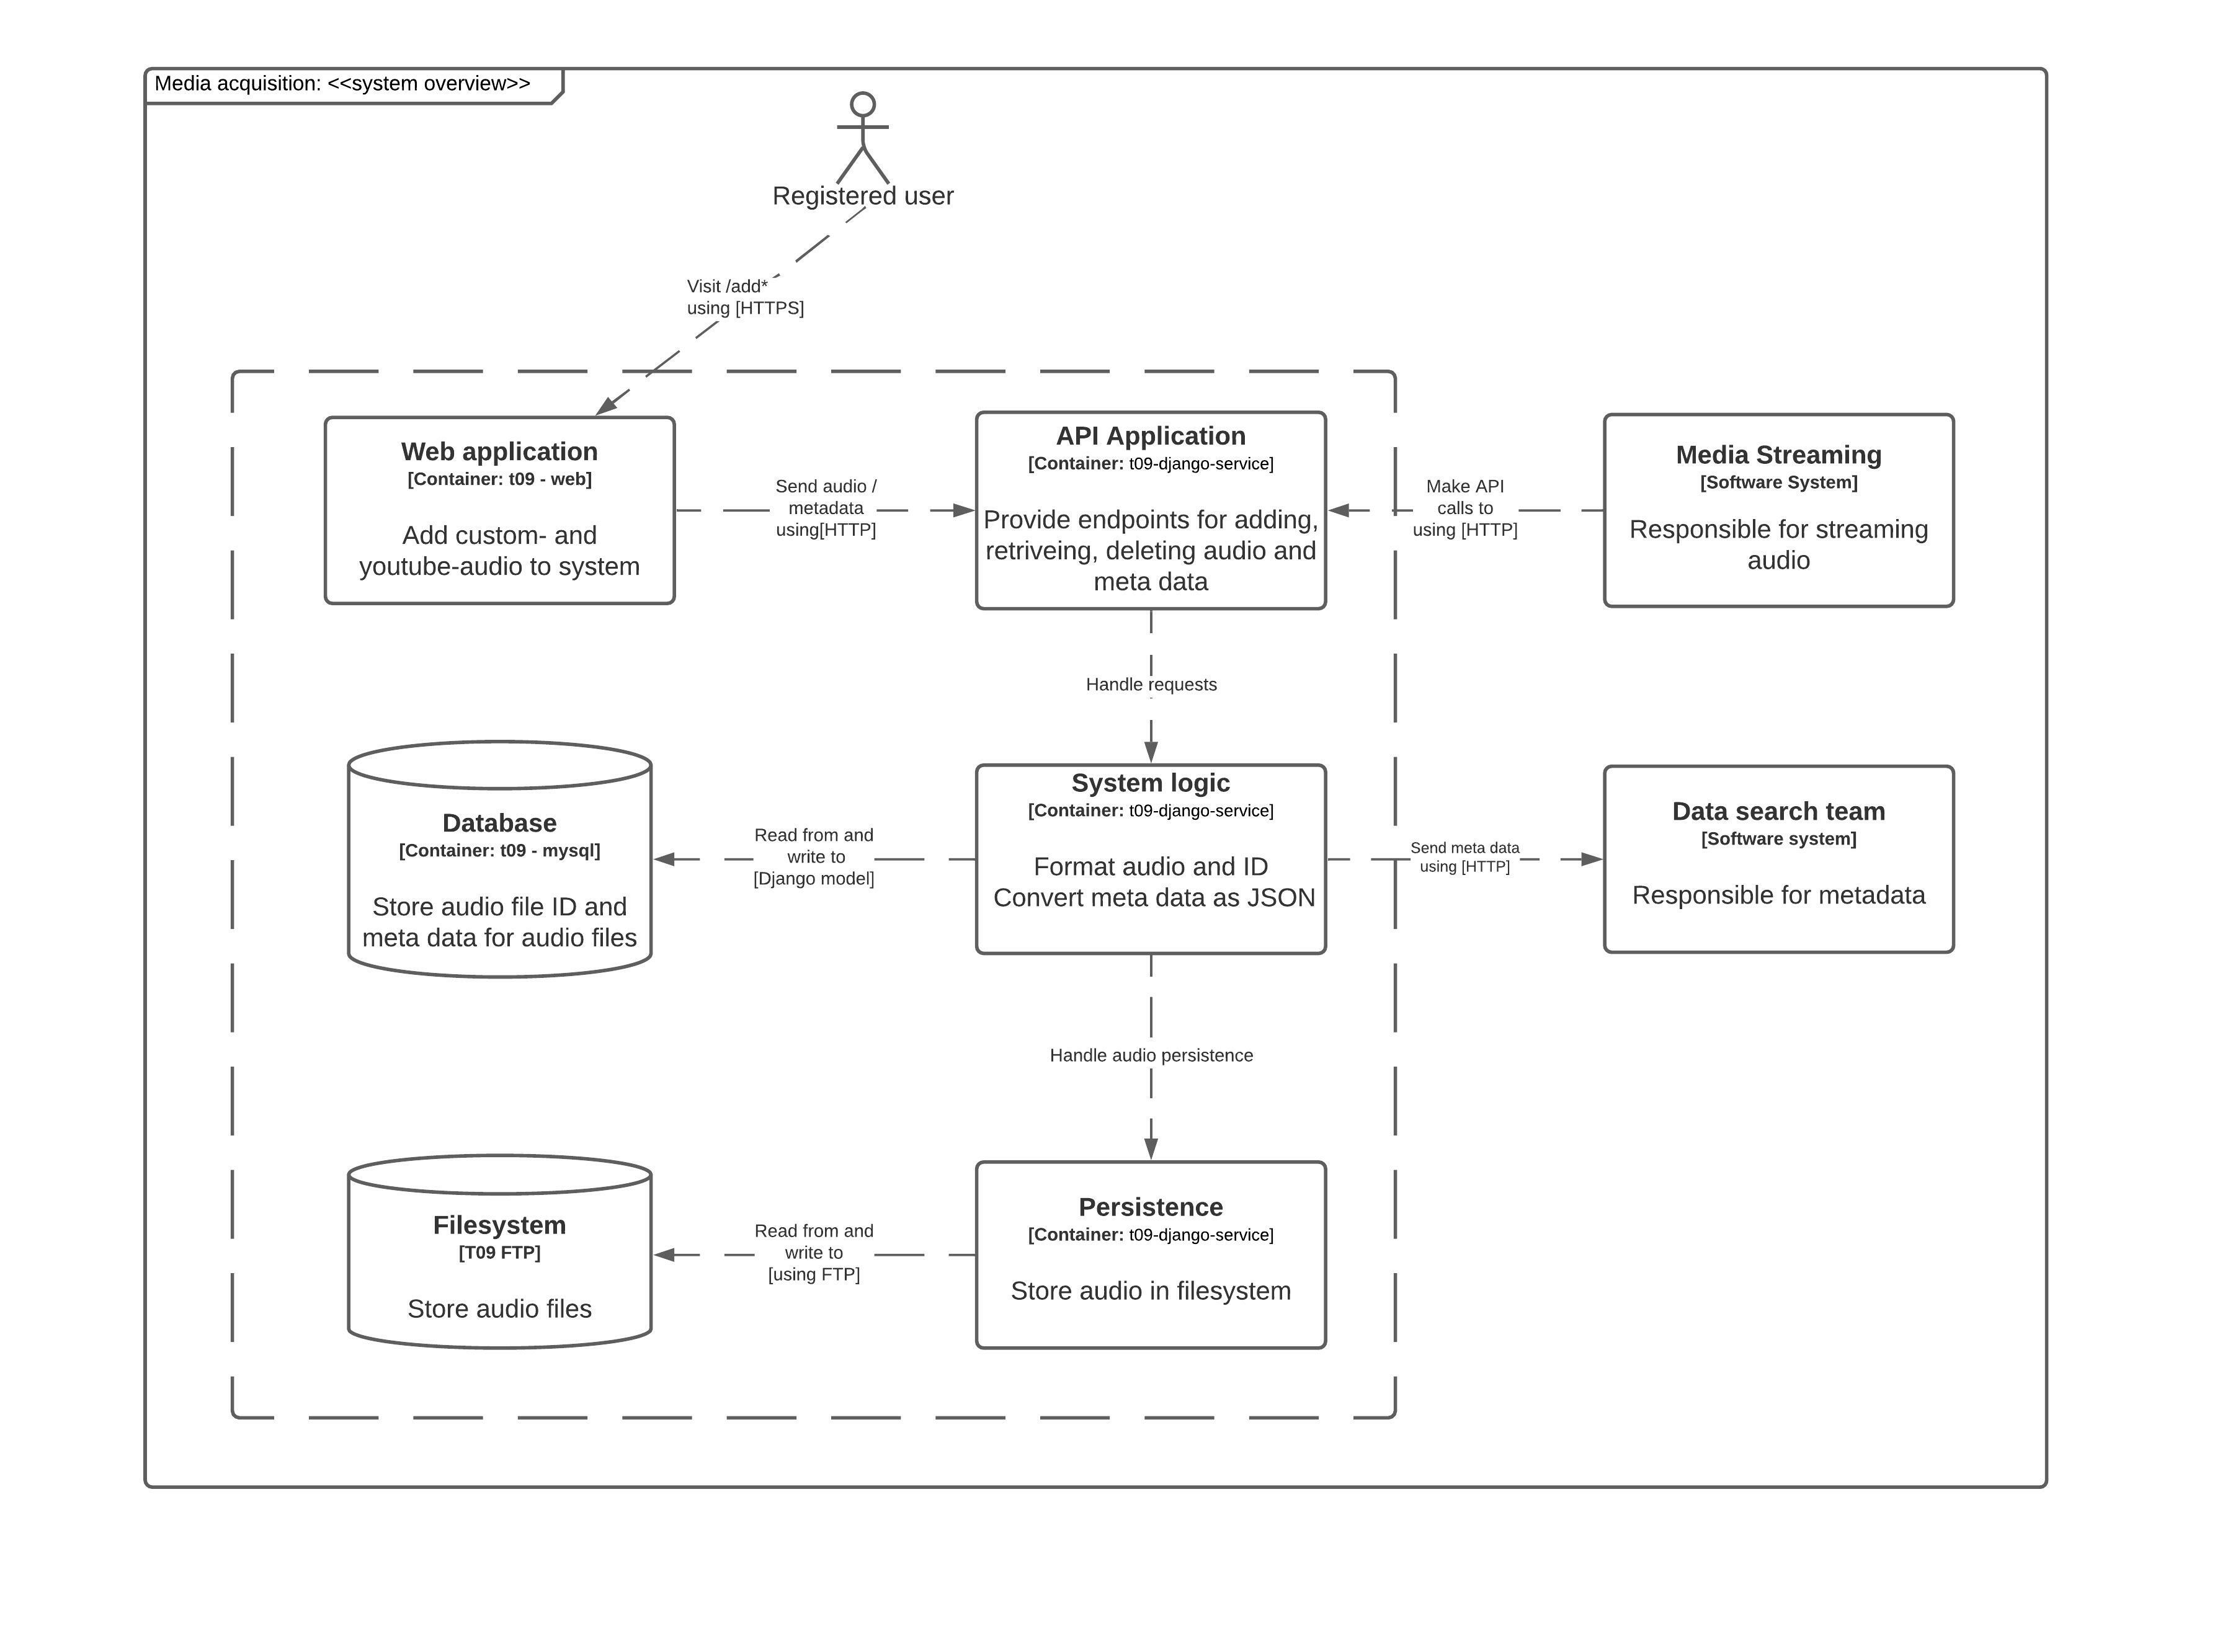 Media acquisition: <<system overview>>
Registered user
Visit /add*
using [HTTPS]
Web application
[Container: t09 - web]
Add custom- and
youtube-audio to system
Send audio /
metadata
using[HTTP]
API Application
[Container: t09-django-service]
Provide endpoints for adding,
retriveing, deleting audio and
meta data
Make API
calls to
using [HTTP]
Media Streaming
[Software System]
Responsible for streaming
audio
Handle requests
Database
[Container: t09 - mysql]
Store audio file ID and
meta data for audio files
Read from and
write to
[Django model]
System logic
[Container: t09-django-service]
Format audio and ID
Convert meta data as JSON
Send meta data
using [HTTP]
Data search team
[Software system]
Responsible for metadata
Handle audio persistence
Filesystem
[T09 FTP]
Store audio files
Read from and
write to
[using FTP]
Persistence
[Container: t09-django-service]
Store audio in filesystem